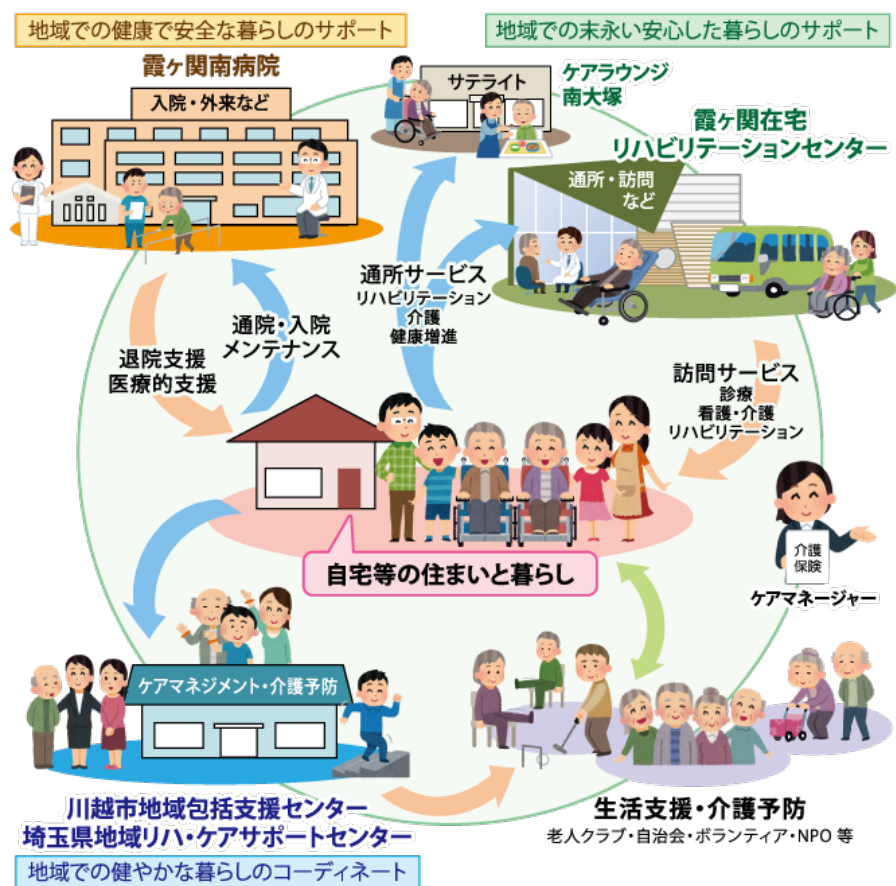 地域での健康で安全な暮らしのサポート
地域での末永い安心した暮らしのサポート
霞ヶ関南病院
入院・外来など
サテライト
ケアラウンジ
南大塚
霞ヶ関在宅
リハビリテーションセンター
通所・訪問
など
通所サービス
リハビリテーション
介護
健康増進
通院・入院
メンテナンス
退院支援
医療的支援
訪問サービス
診療
看護・介護
リハビリテーション
介護
保険
ケアマネージャー
自宅等の住まいと暮らし
ケアマネジメント・介護予防
川越市地域包括支援センター
埼玉県地域リハ・ケアサポートセンター
地域での健やかな暮らしのコーディネート
生活支援・介護予防
老人クラブ・自治会・ボランティア・NPO 等